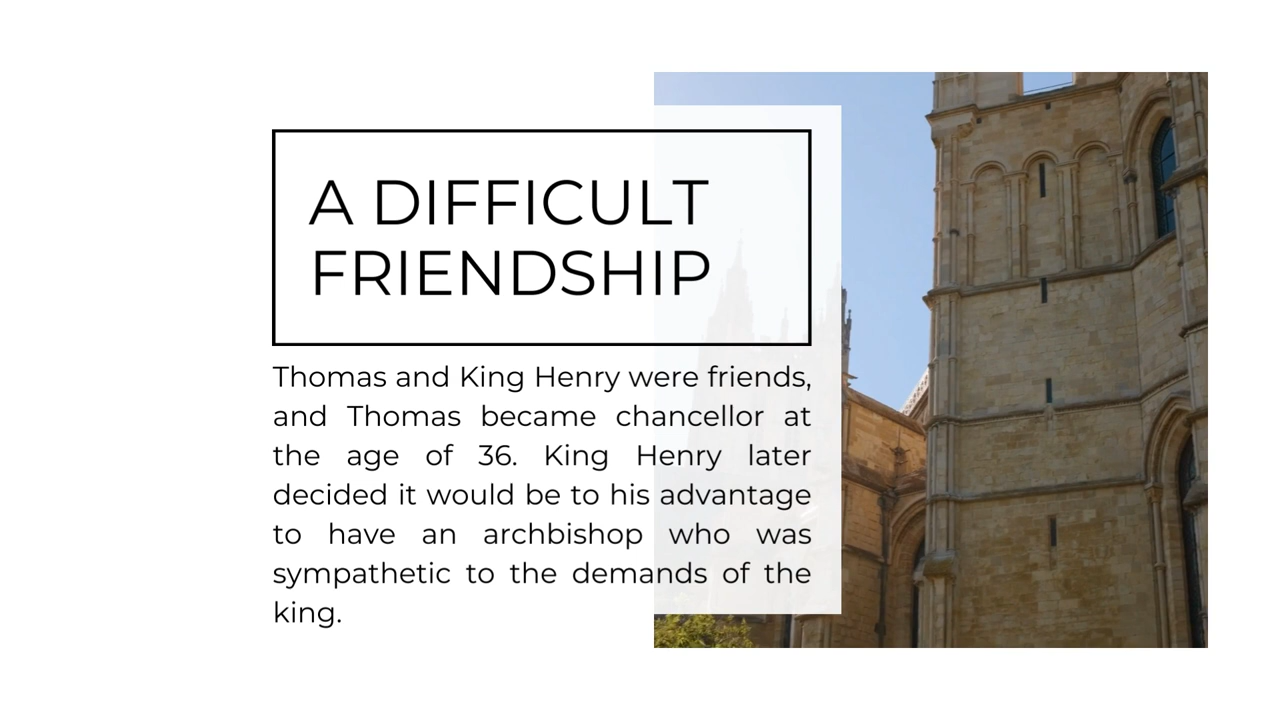 A DIFFICULT
FRIENDSHIP
Thomas and King Henry were friends,
and Thomas became chancellor at
the age of 36. King Henry later
decided it would be to his advantage
to have an archbishop who was
sympathetic to the demands of the
king.